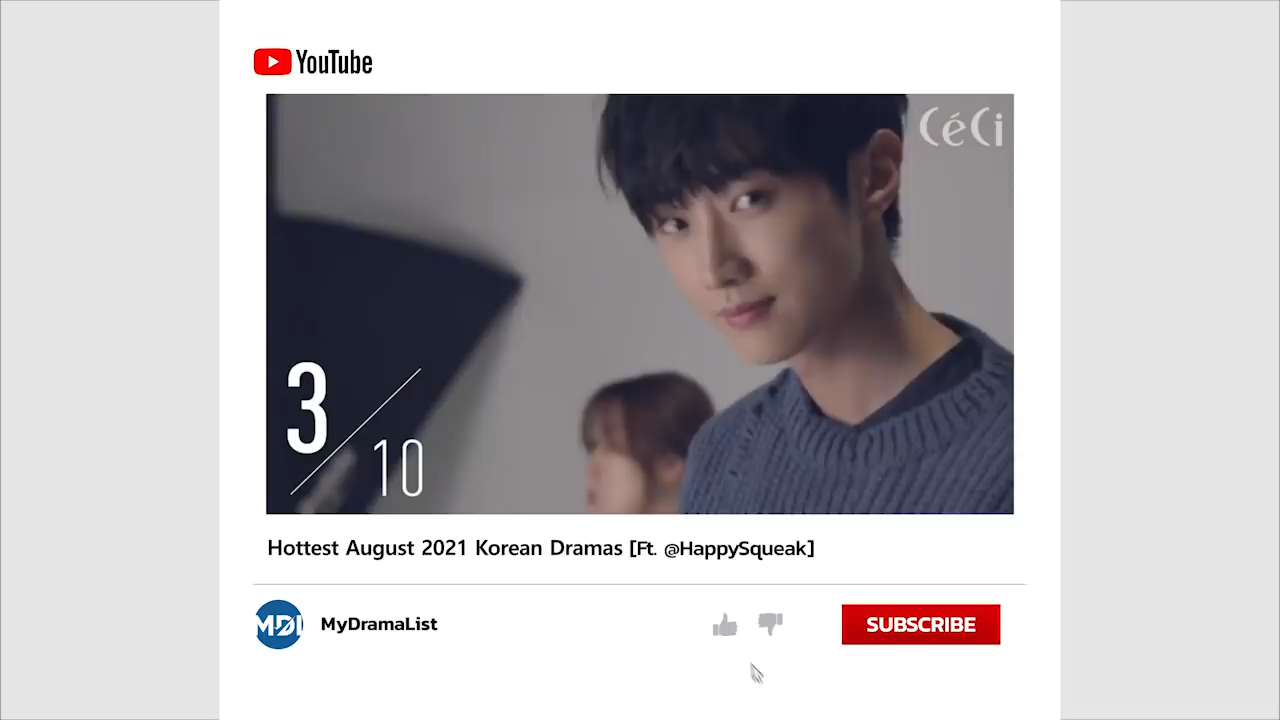 YouTube
CéCi
3
10
Hottest August 2021 Korean Dramas [Ft. @HappySqueak]
MDL
MyDramaList
SUBSCRIBE